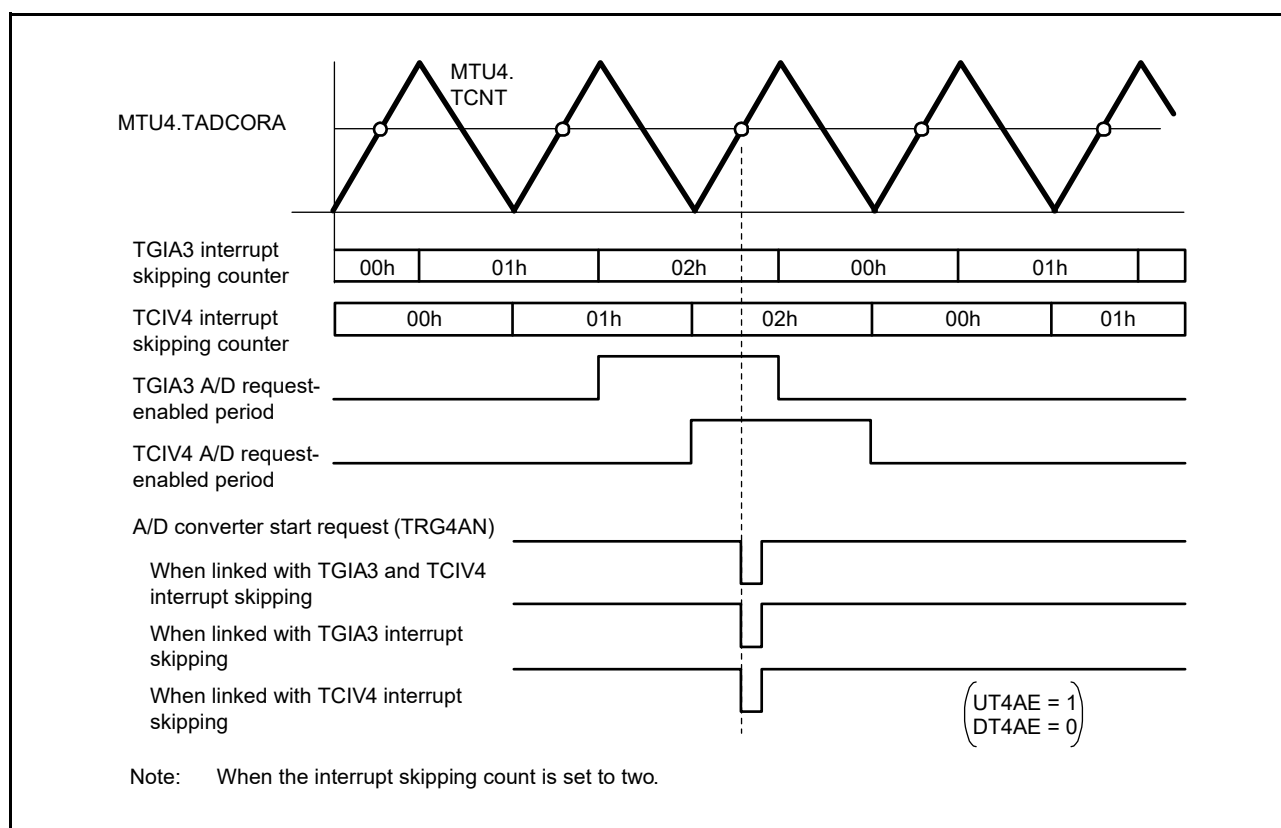 MTU4.
TCNT
MTU4.TADCORA
TGIA3 interrupt
skipping counter
00h 01h 02h 00h 01h
TCIV4 interrupt
skipping counter
00h 01h 02h 00h 01h
TGIA3 A/D request-
enabled period
TCIV4 A/D request-
enabled period
A/D converter start request (TRG4AN)
When linked with TGIA3 and TCIV4
interrupt skipping
When linked with TGIA3 interrupt
skipping
When linked with TCIV4 interrupt
skipping
UT4AE = 1
DT4AE = 0
Note: When the interrupt skipping count is set to two.